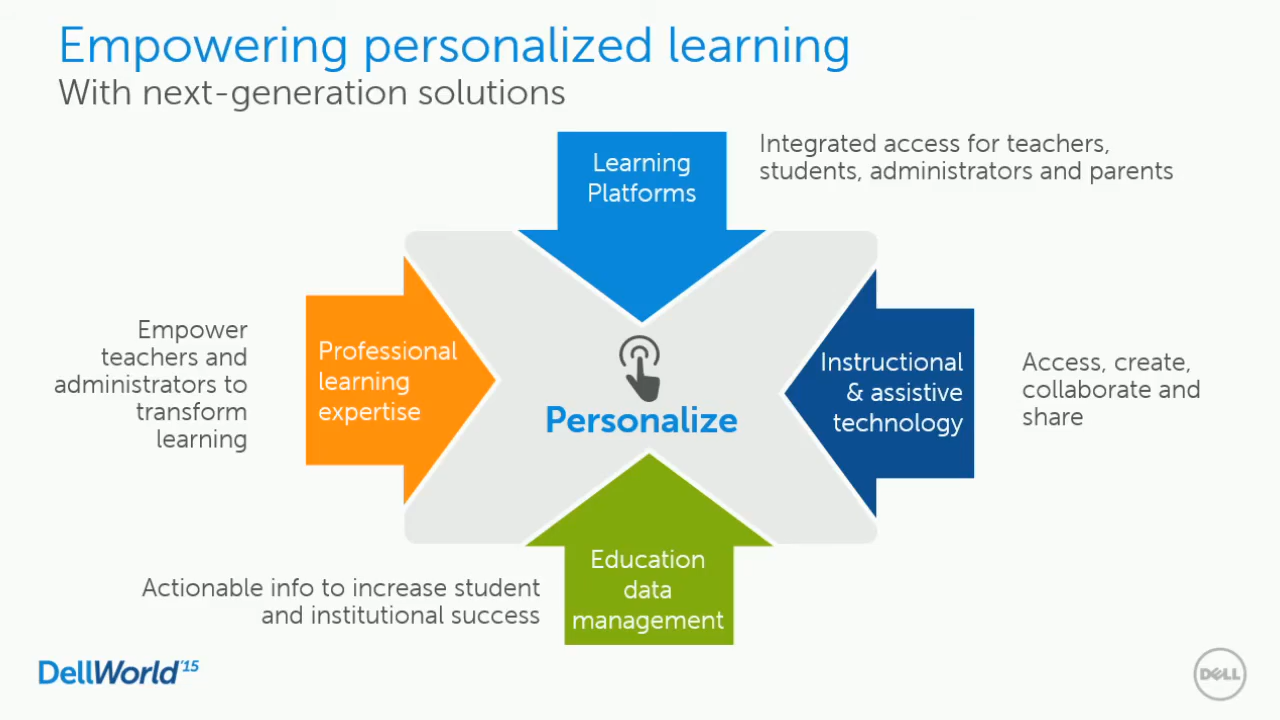 Empowering personalized learning
With next-generation solutions
Learning
Platforms
Integrated access for teachers,
students, administrators and parents
Empower
teachers and
administrators to
transform
learning
Professional
learning
expertise
Personalize
Instructional
& assistive
technology
Access, create,
collaborate and
share
Education
data
management
Actionable info to increase student
and institutional success
DellWorld'15
DELL